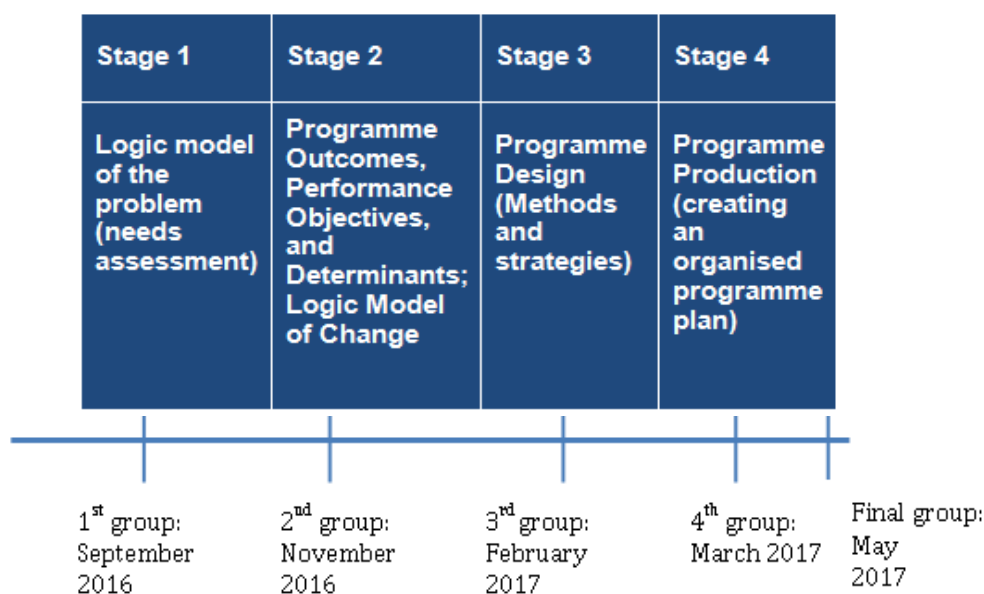 Stage 1
Stage 2
Stage 3
Stage 4
Logic model
of the
problem
(needs
assessment)
Programme
Outcomes,
Performance
Objectives,
and
Determinants;
Logic Model
of Change
Programme
Design
(Methods
and
strategies)
Programme
Production
(creating
an
organised
programme
plan)
1st group:
September
2016
2nd group:
November
2016
3rd group:
February
2017
4th group:
March 2017
Final group:
May
2017